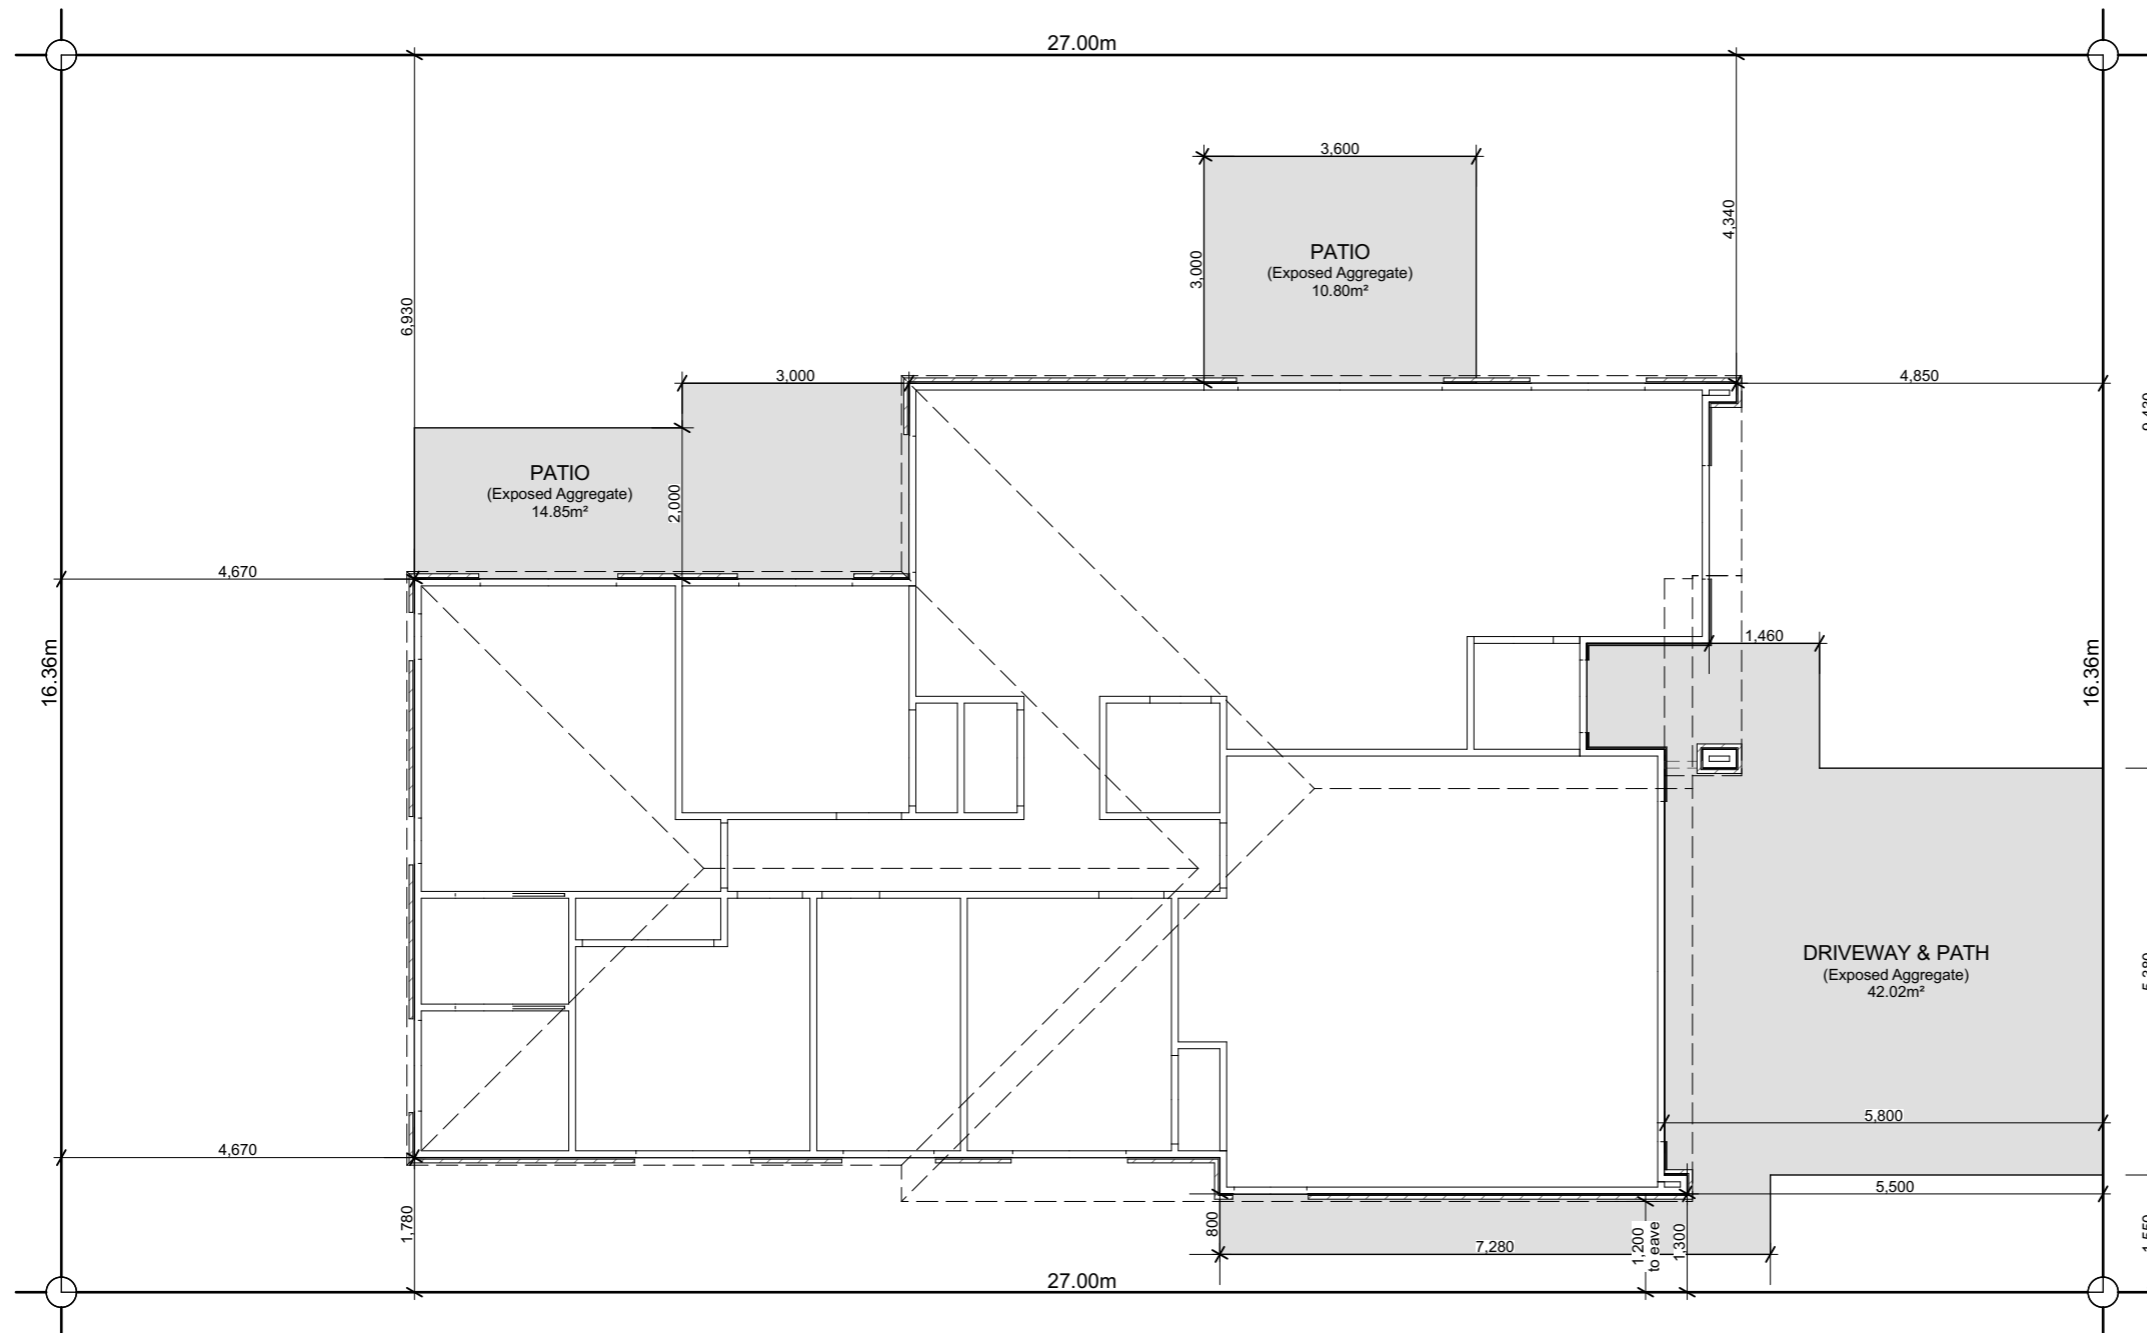 27.00m
3,600
4,340
3,000
PATIO
(Exposed Aggregate)
10.80m²
6,930
3,000
4,850
PATIO
(Exposed Aggregate)
14.85m²
2,000
4,670
1,460
16.36m
16.36m
DRIVEWAY & PATH
(Exposed Aggregate)
42.02m²
5,800
4,670
5,500
1,780
800
7,280
1,200
to eave
1,300
27.00m